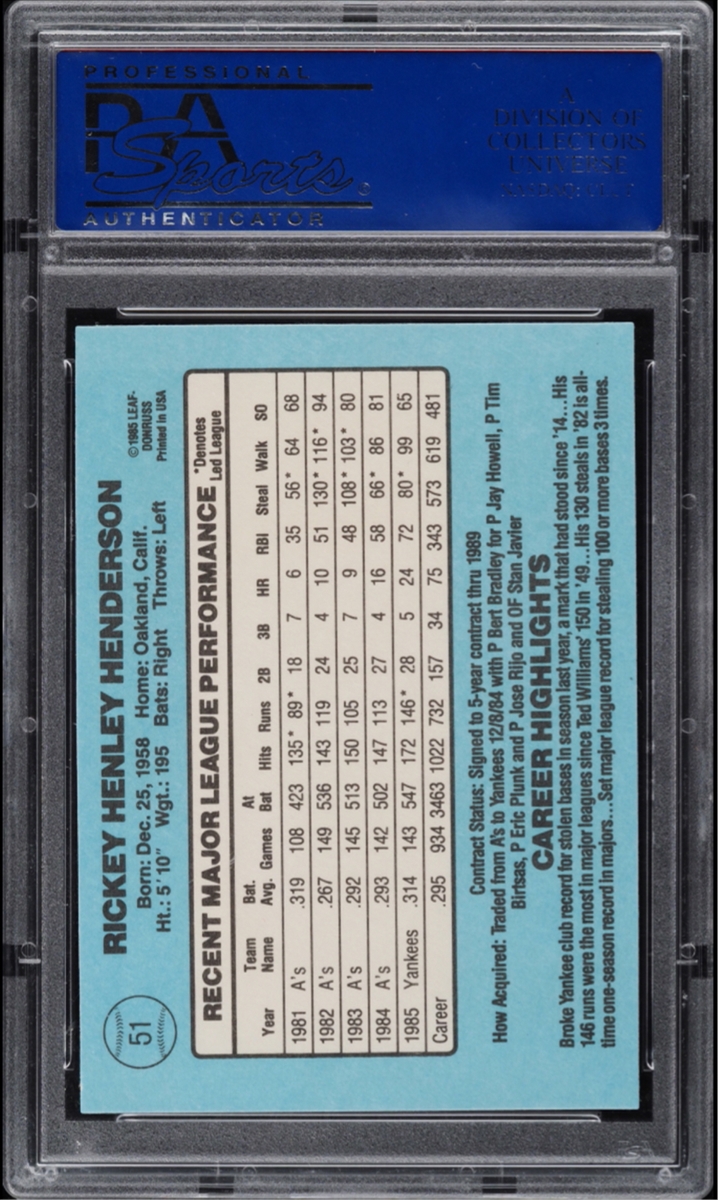 PROFESSIONAL
PSA
Sports
AUTHENTICATOR
A
DIVISION OF
COLLECTORS
UNIVERSE
51
RICKEY HENLEY HENDERSON
Born: Dec. 25, 1958 Home: Oakland, Calif.
Ht.: 5'10" Wgt.: 195 Bats: Right Throws: Left
©1985 LEAF-
DONRUSS
Printed in USA
RECENT MAJOR LEAGUE PERFORMANCE *Denotes
Led League
Year Team Name Bat. Avg. Games At Bat Hits Runs 2B 3B HR RBI Steal Walk SO
1981 A's .319 108 423 135* 89* 18 7 6 35 56* 64 68
1982 A's .267 149 536 143 119 24 4 10 51 130* 116* 94
1983 A's .292 145 513 150 105 25 7 9 48 108* 103* 80
1984 A's .293 142 502 147 113 27 4 16 58 66* 86 81
1985 Yankees .314 143 547 172 146* 28 5 24 72 80* 99 65
Career .295 934 3463 1022 732 157 34 75 343 573 619 481
Contract Status: Signed to 5-year contract thru 1989
How Acquired: Traded from A's to Yankees 12/8/84 with P Bert Bradley for P Jay Howell, P Tim
Birtsas, P Eric Plunk and P Jose Rijo and OF Stan Javier
CAREER HIGHLIGHTS
Broke Yankee club record for stolen bases in season last year, a mark that had stood since '14...His
146 runs were the most in major leagues since Ted Williams' 150 in '49...His 130 steals in '82 is all-
time one-season record in majors...Set major league record for stealing 100 or more bases 3 times.